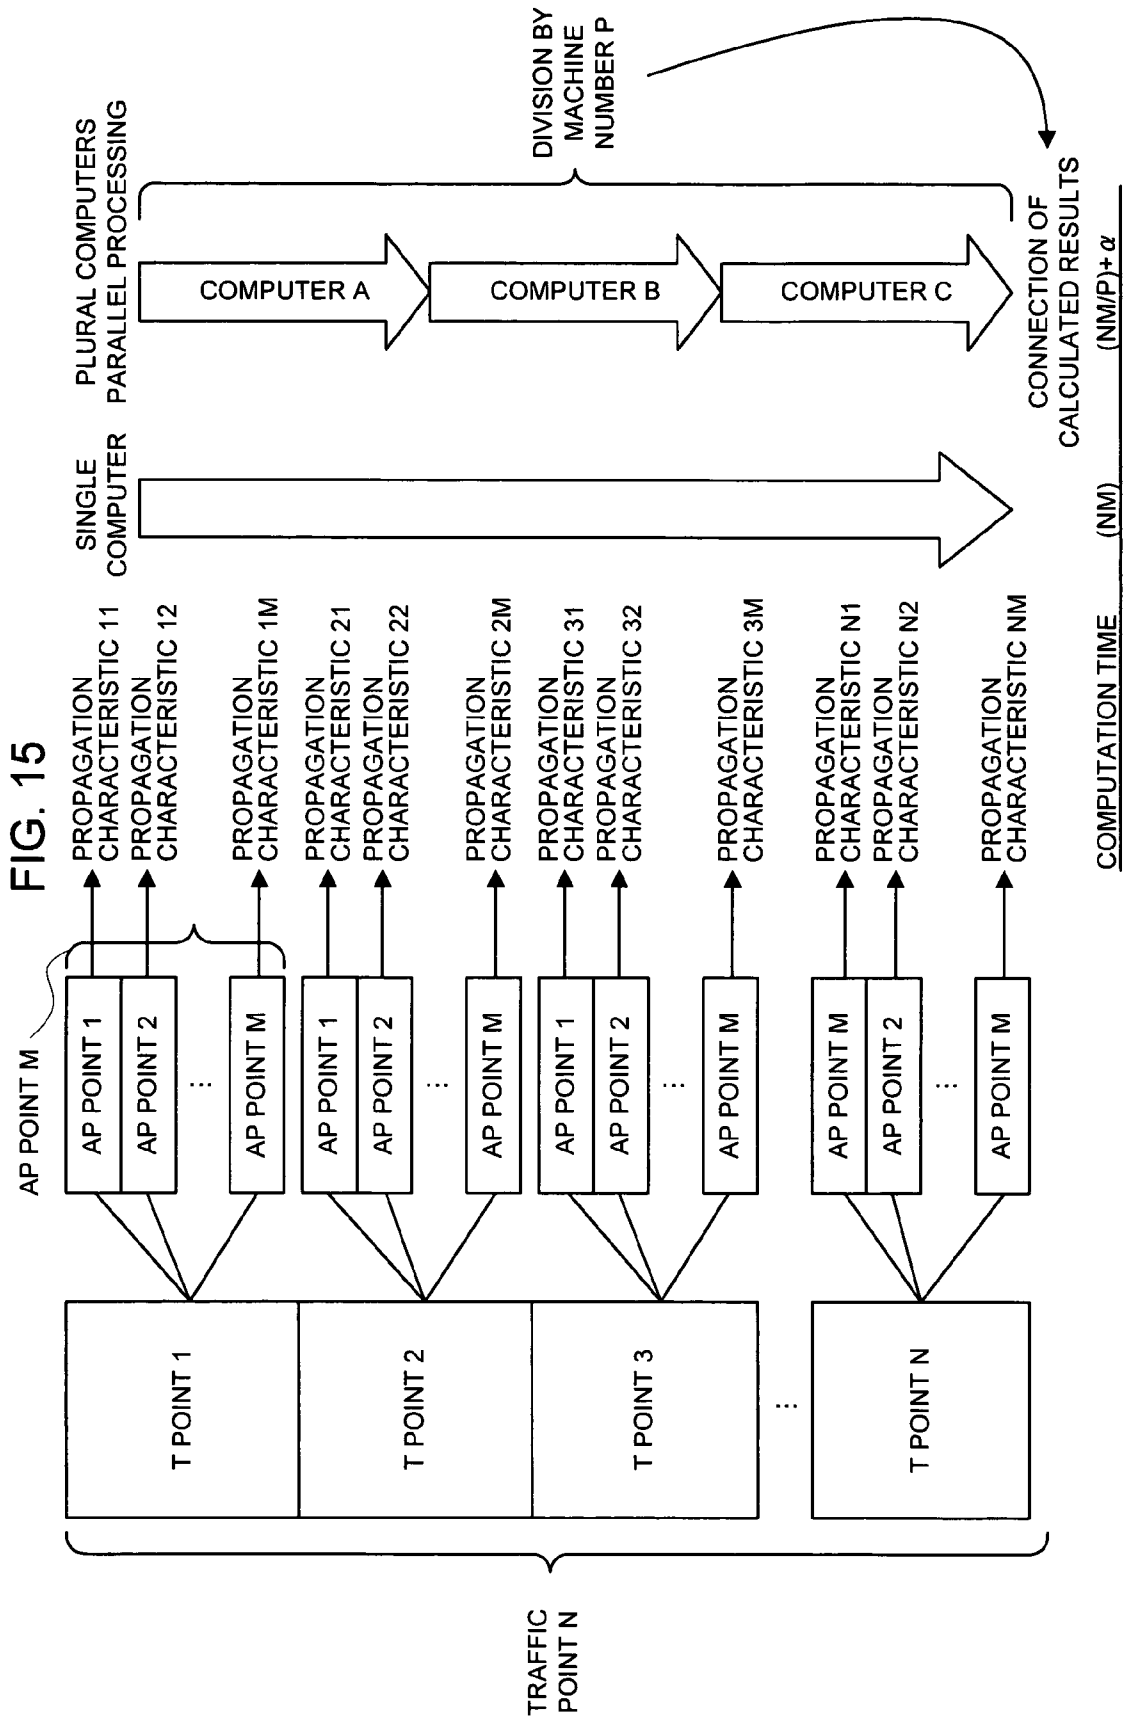 FIG. 15
AP POINT M
TRAFFIC
POINT N
T POINT 1
AP POINT 1
PROPAGATION
CHARACTERISTIC 11
AP POINT 2
PROPAGATION
CHARACTERISTIC 12
...
AP POINT M
PROPAGATION
CHARACTERISTIC 1M
T POINT 2
AP POINT 1
PROPAGATION
CHARACTERISTIC 21
AP POINT 2
PROPAGATION
CHARACTERISTIC 22
...
AP POINT M
PROPAGATION
CHARACTERISTIC 2M
T POINT 3
AP POINT 1
PROPAGATION
CHARACTERISTIC 31
AP POINT 2
PROPAGATION
CHARACTERISTIC 32
...
AP POINT M
PROPAGATION
CHARACTERISTIC 3M
...
T POINT N
AP POINT M
PROPAGATION
CHARACTERISTIC N1
AP POINT 2
PROPAGATION
CHARACTERISTIC N2
...
AP POINT M
PROPAGATION
CHARACTERISTIC NM
SINGLE
COMPUTER
PLURAL COMPUTERS
PARALLEL PROCESSING
COMPUTER A
COMPUTER B
COMPUTER C
DIVISION BY
MACHINE
NUMBER P
CONNECTION OF
CALCULATED RESULTS
COMPUTATION TIME (NM) (NM/P)+α